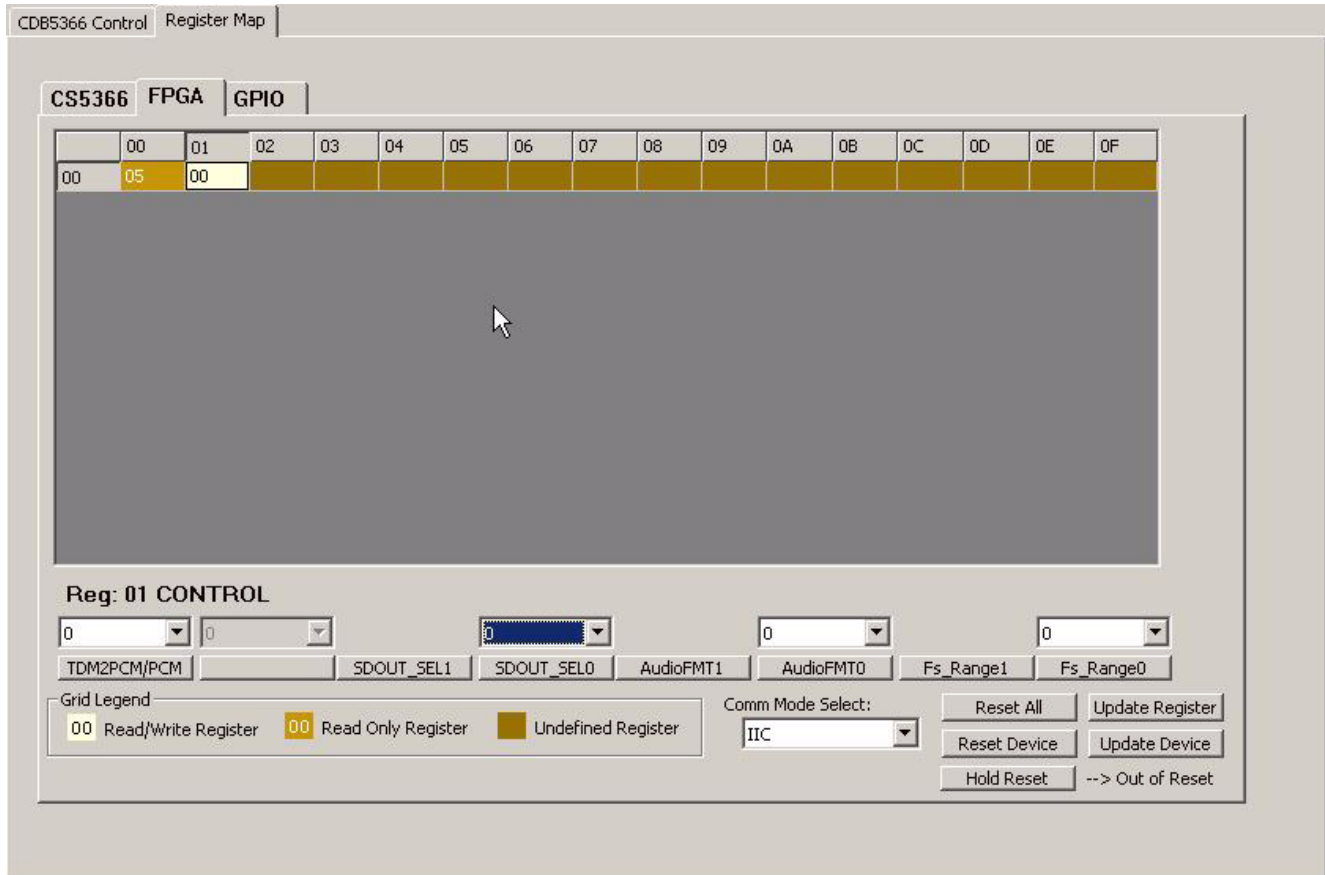 CDB5366 Control Register Map
CS5366 FPGA GPIO
00 01 02 03 04 05 06 07 08 09 0A 0B 0C 0D 0E 0F
00 05 00
Reg: 01 CONTROL
0 0 0 0 0
TDM2PCM/PCM SDOUT_SEL1 SDOUT_SEL0 AudioFMT1 AudioFMT0 Fs_Range1 Fs_Range0
Grid Legend
00 Read/Write Register 00 Read Only Register Undefined Register
Comm Mode Select:
IIC
Reset All Update Register
Reset Device Update Device
Hold Reset --> Out of Reset